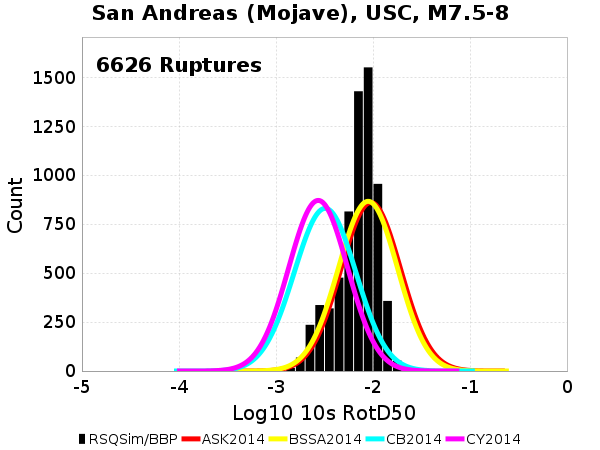 San Andreas (Mojave), USC, M7.5-8
6626 Ruptures
Count
1500
1250
1000
750
500
250
0
-5 -4 -3 -2 -1 0
Log10 10s RotD50
RSQSim/BBP ASK2014 BSSA2014 CB2014 CY2014